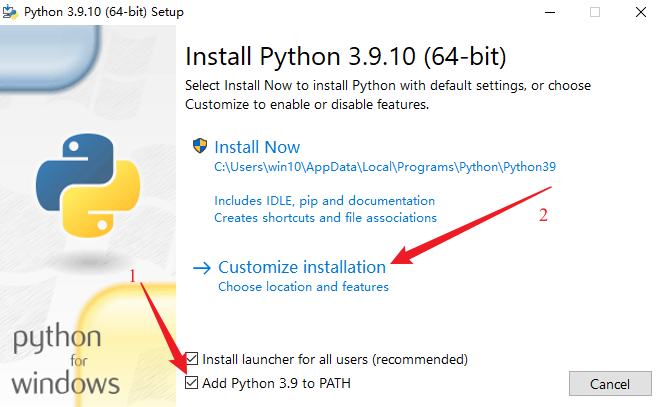 Python 3.9.10 (64-bit) Setup
Install Python 3.9.10 (64-bit)
Select Install Now to install Python with default settings, or choose
Customize to enable or disable features.
Install Now
C:\Users\win10\AppData\Local\Programs\Python\Python39
Includes IDLE, pip and documentation
Creates shortcuts and file associations
2
Customize installation
Choose location and features
1
Install launcher for all users (recommended)
Add Python 3.9 to PATH
python
for
windows
Cancel